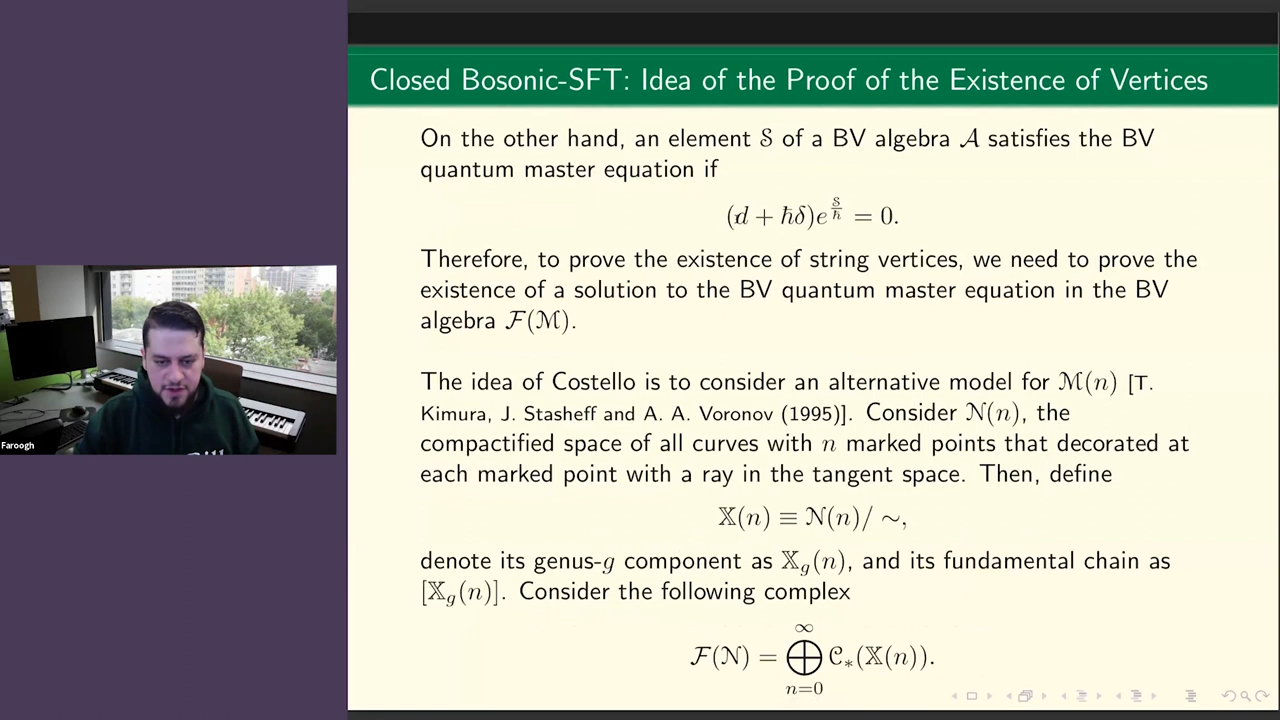 Closed Bosonic-SFT: Idea of the Proof of the Existence of Vertices
On the other hand, an element 𝒮 of a BV algebra 𝒜 satisfies the BV
quantum master equation if
(d + ħδ)e^{𝒮/ħ} = 0.
Therefore, to prove the existence of string vertices, we need to prove the
existence of a solution to the BV quantum master equation in the BV
algebra ℱ(ℳ).
The idea of Costello is to consider an alternative model for ℳ(n) [T.
Kimura, J. Stasheff and A. A. Voronov (1995)]. Consider 𝒩(n), the
compactified space of all curves with n marked points that decorated at
each marked point with a ray in the tangent space. Then, define
𝕏(n) ≡ 𝒩(n)/ ∼,
denote its genus-g component as 𝕏_g(n), and its fundamental chain as
[𝕏_g(n)]. Consider the following complex
ℱ(𝒩) = ⨁_{n=0}^{∞} 𝒞_*(𝕏(n)).
Faroogh